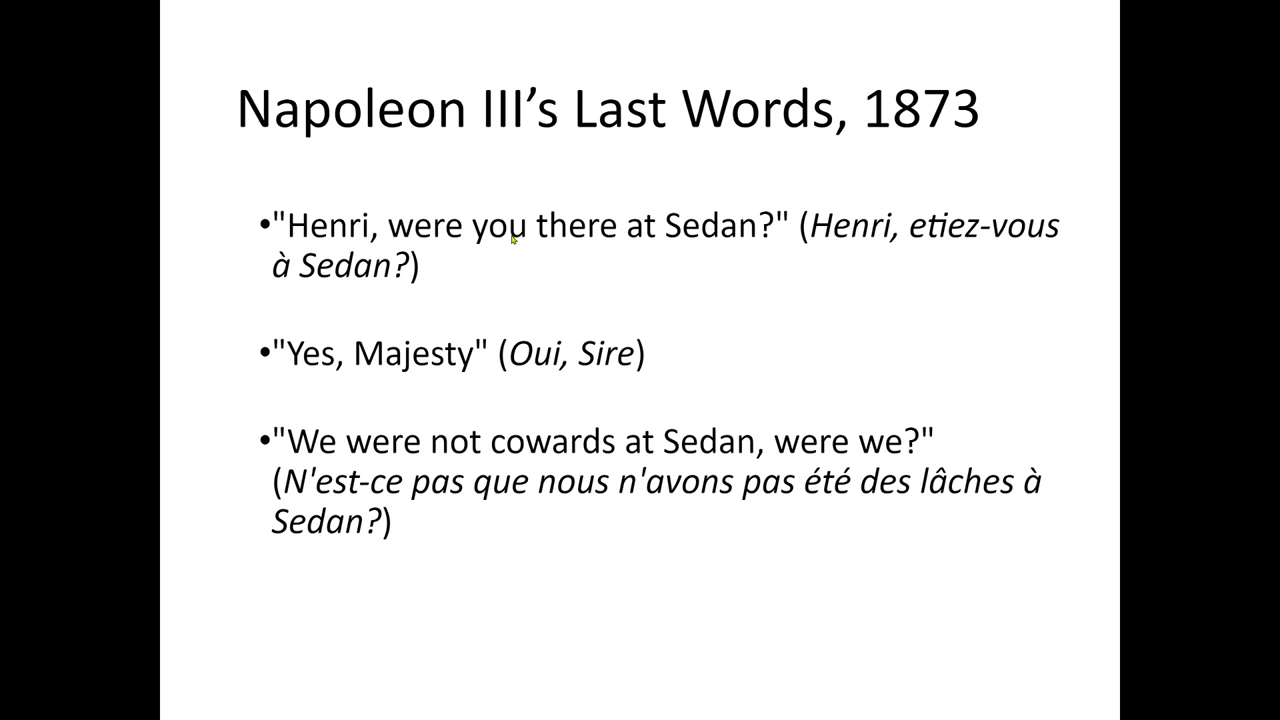 Napoleon III’s Last Words, 1873
•"Henri, were you there at Sedan?" (Henri, etiez-vous
à Sedan?)
•"Yes, Majesty" (Oui, Sire)
•"We were not cowards at Sedan, were we?"
(N'est-ce pas que nous n'avons pas été des lâches à
Sedan?)